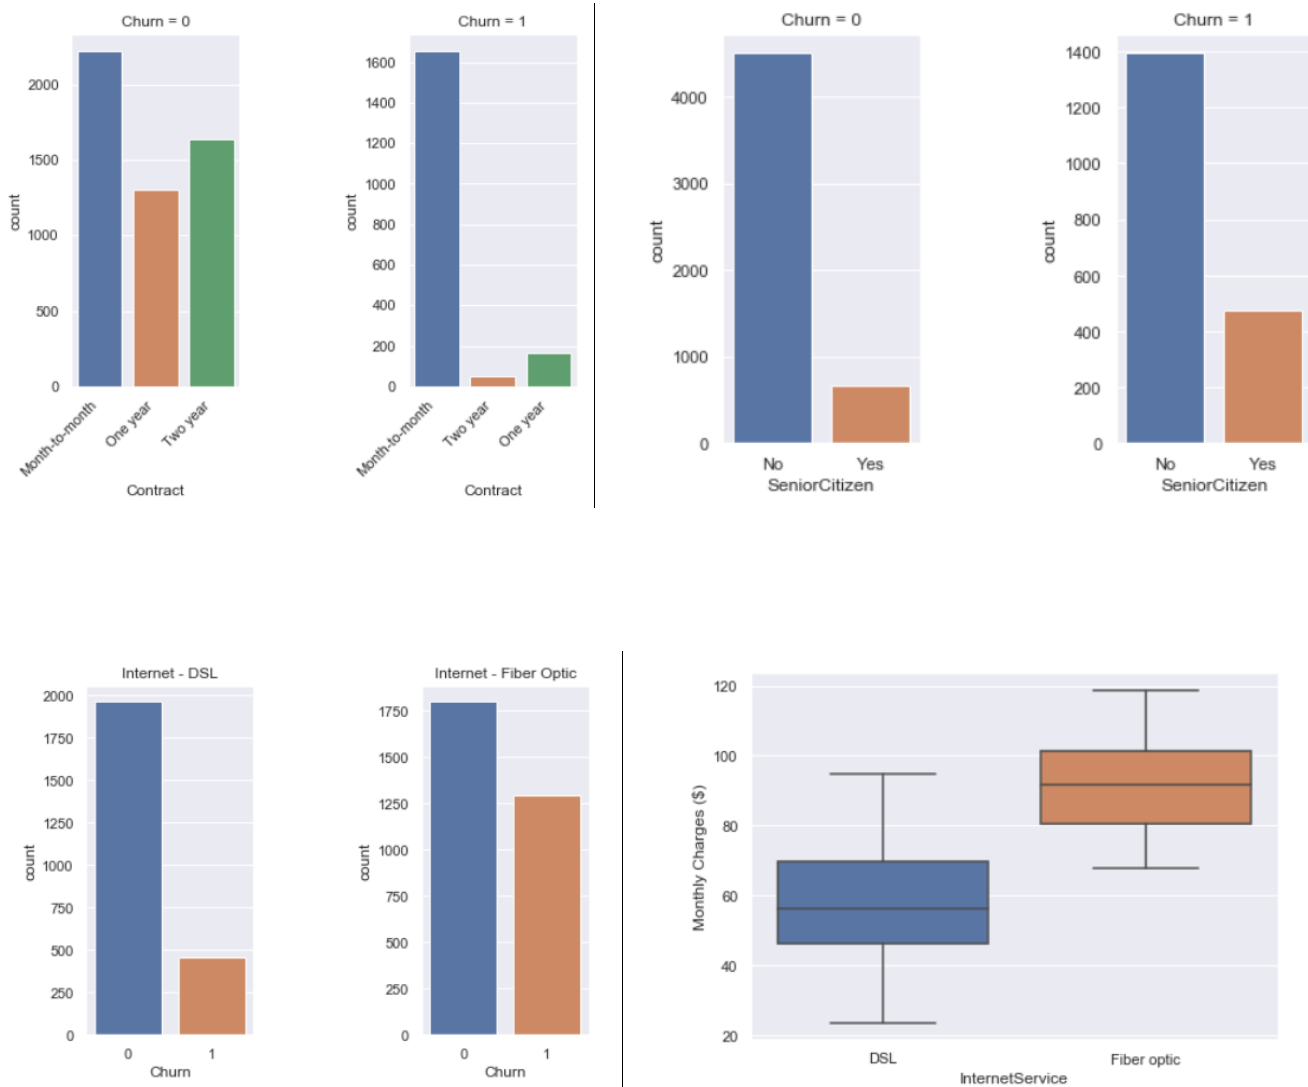 Churn = 0
2000
1500
1000
500
0
count
Month-to-month
One year
Two year
Contract
Churn = 1
1600
1400
1200
1000
800
600
400
200
0
count
Month-to-month
Two year
One year
Contract
Churn = 0
4000
3000
2000
1000
0
count
No Yes
SeniorCitizen
Churn = 1
1400
1200
1000
800
600
400
200
0
count
No Yes
SeniorCitizen
Internet - DSL
2000
1750
1500
1250
1000
750
500
250
0
count
0 1
Churn
Internet - Fiber Optic
1750
1500
1250
1000
750
500
250
0
count
0 1
Churn
120
100
80
60
40
20
Monthly Charges ($)
DSL Fiber optic
InternetService